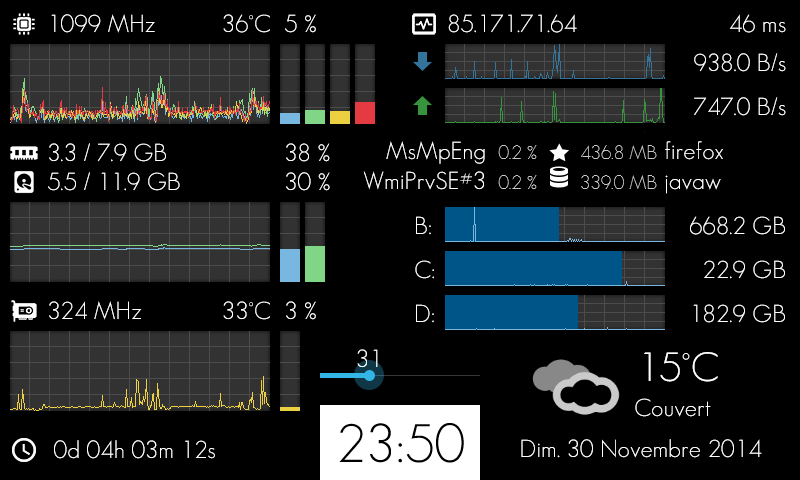 1099 MHz 36°C 5 %
85.171.71.64 46 ms
938.0 B/s
747.0 B/s
3.3 / 7.9 GB 38 %
5.5 / 11.9 GB 30 %
MsMpEng 0.2 % 436.8 MB firefox
WmiPrvSE#3 0.2 % 339.0 MB javaw
B: 668.2 GB
C: 22.9 GB
D: 182.9 GB
324 MHz 33°C 3 %
31
15°C
Couvert
0d 04h 03m 12s
23:50
Dim. 30 Novembre 2014